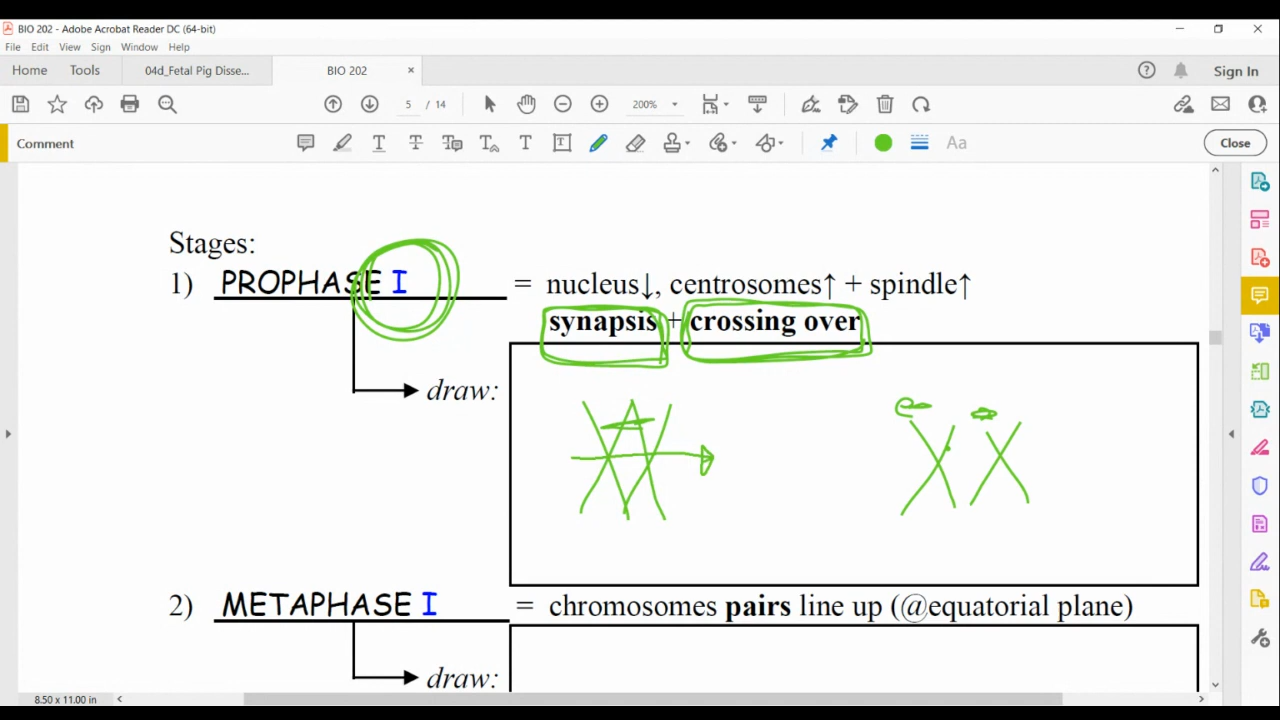 BIO 202 - Adobe Acrobat Reader DC (64-bit)
File Edit View Sign Window Help
Home Tools 04d_Fetal Pig Disse... BIO 202 × Sign In
5 / 14 200%
Comment Aa Close
Stages:
1) PROPHASE I = nucleus↓, centrosomes↑ + spindle↑
synapsis + crossing over
draw:
2) METAPHASE I = chromosomes pairs line up (@equatorial plane)
draw:
8.50 x 11.00 in